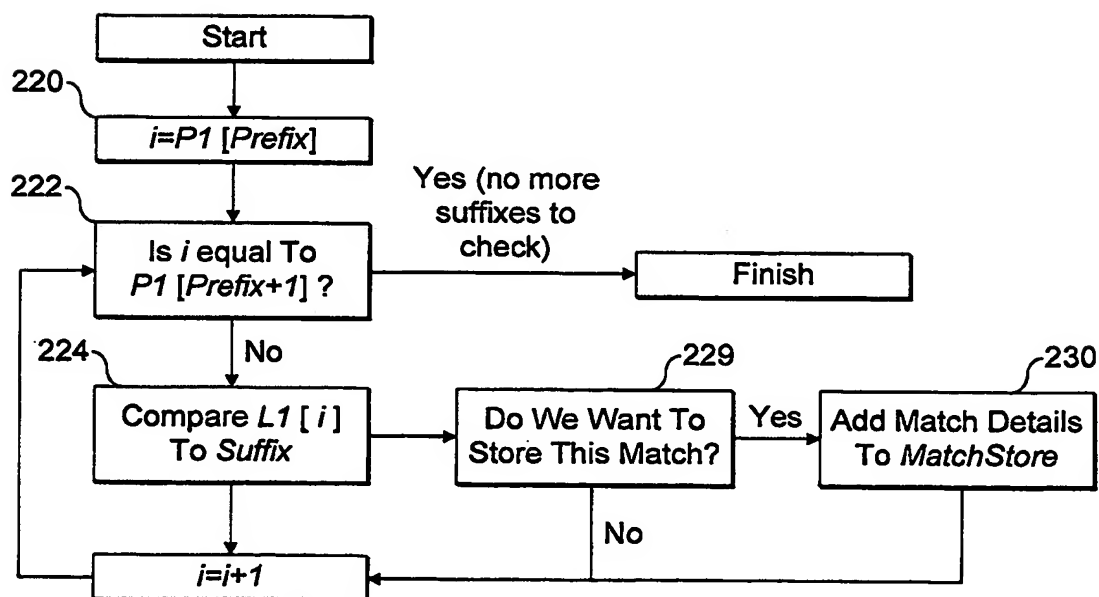 Start
220
i=P1 [Prefix]
222
Yes (no more
suffixes to
check)
Is i equal To
P1 [Prefix+1] ?
Finish
No
224
229
230
Compare L1 [ i ]
To Suffix
Do We Want To
Store This Match?
Yes
Add Match Details
To MatchStore
No
i=i+1